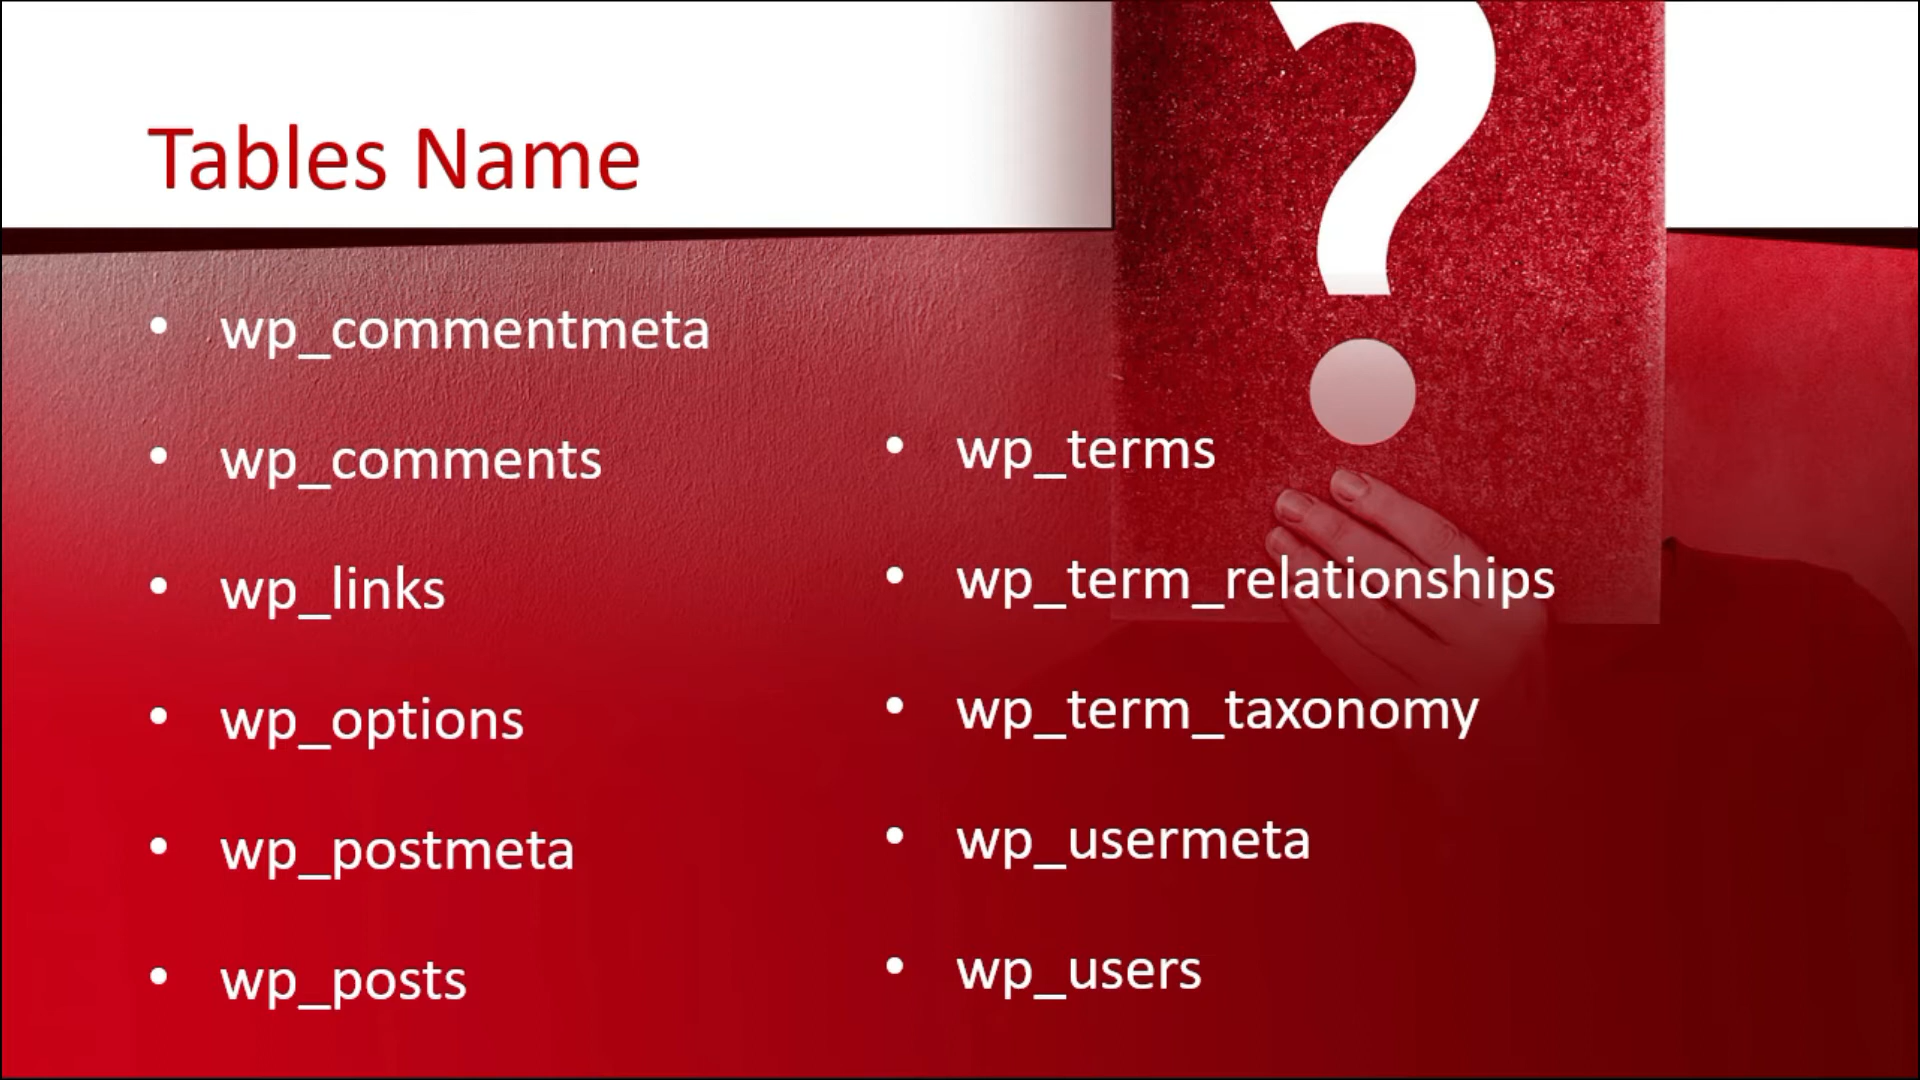 Tables Name
• wp_commentmeta
• wp_comments
• wp_links
• wp_options
• wp_postmeta
• wp_posts
• wp_terms
• wp_term_relationships
• wp_term_taxonomy
• wp_usermeta
• wp_users
?